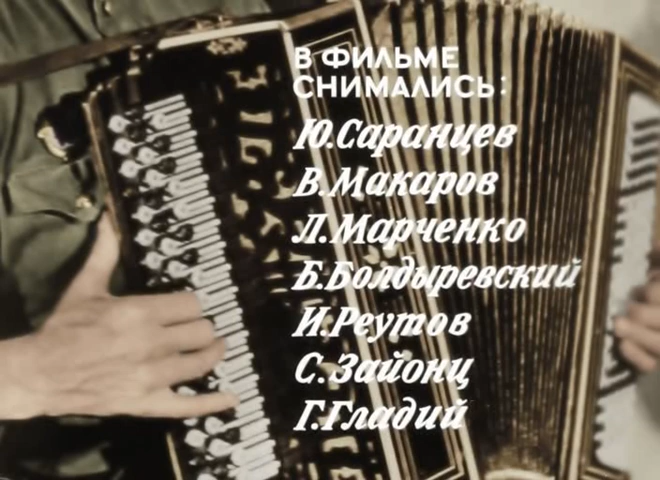 В ФИЛЬМЕ
СНИМАЛИСЬ:
Ю.Саранцев
В.Макаров
Л.Марченко
Б.Болдыревский
И.Реутов
С.Зайонц
Г.Гладий